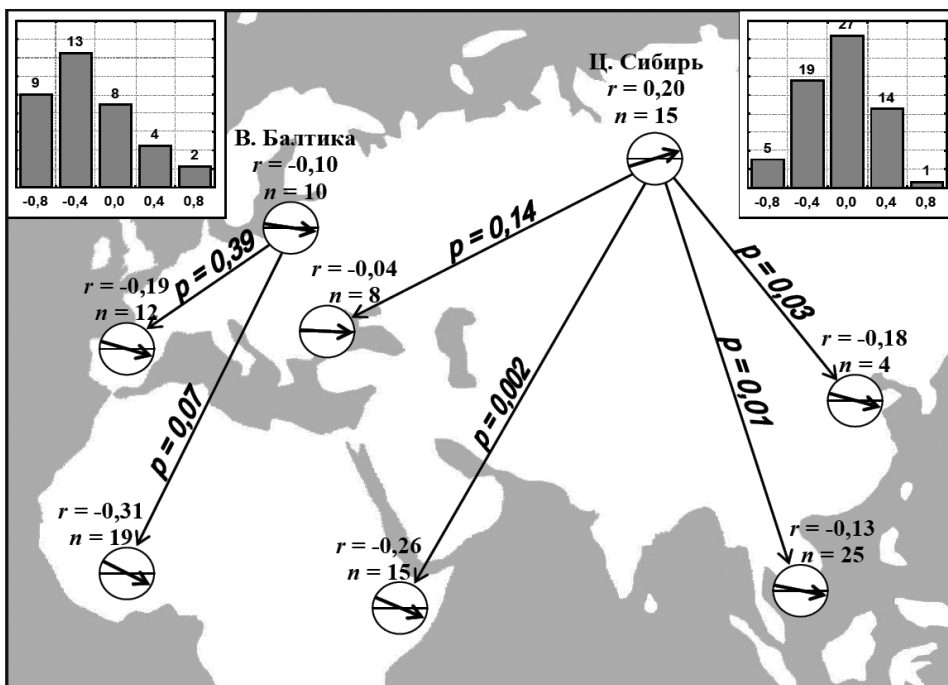 9
13
8
4
2
-0,8
-0,4
0,0
0,4
0,8
5
19
27
14
1
-0,8
-0,4
0,0
0,4
0,8
Ц. Сибирь
r = 0,20
n = 15
В. Балтика
r = -0,10
n = 10
p = 0,39
p = 0,14
r = -0,04
n = 8
r = -0,19
n = 12
p = 0,03
r = -0,18
n = 4
p = 0,07
p = 0,002
p = 0,01
r = -0,31
n = 19
r = -0,26
n = 15
r = -0,13
n = 25